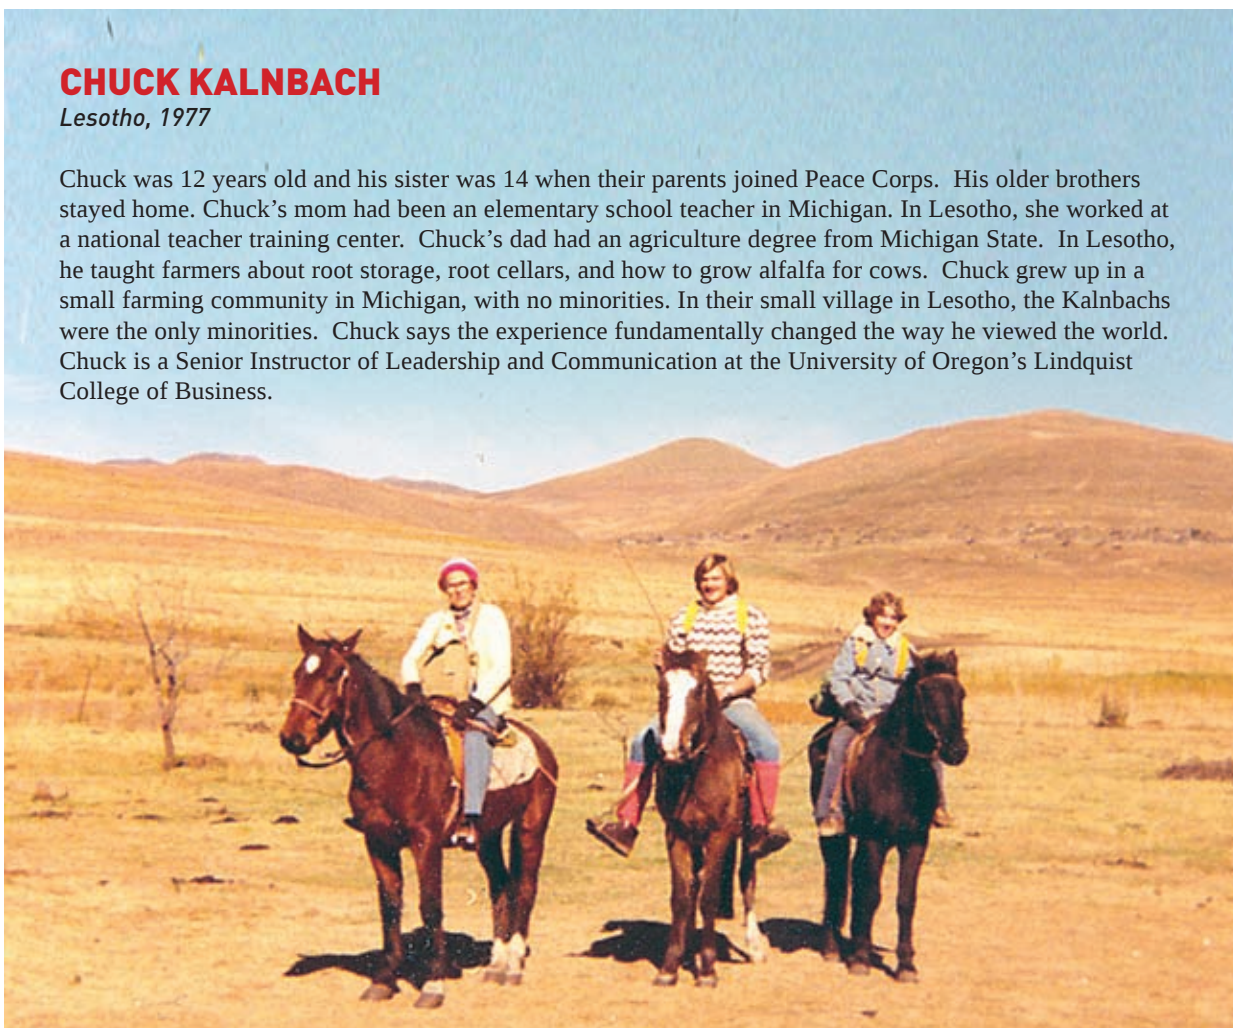 CHUCK KALNBACH
Lesotho, 1977
Chuck was 12 years old and his sister was 14 when their parents joined Peace Corps.  His older brothers
stayed home. Chuck’s mom had been an elementary school teacher in Michigan. In Lesotho, she worked at
a national teacher training center.  Chuck’s dad had an agriculture degree from Michigan State.  In Lesotho,
he taught farmers about root storage, root cellars, and how to grow alfalfa for cows.  Chuck grew up in a
small farming community in Michigan, with no minorities. In their small village in Lesotho, the Kalnbachs
were the only minorities.  Chuck says the experience fundamentally changed the way he viewed the world.
Chuck is a Senior Instructor of Leadership and Communication at the University of Oregon’s Lindquist
College of Business.